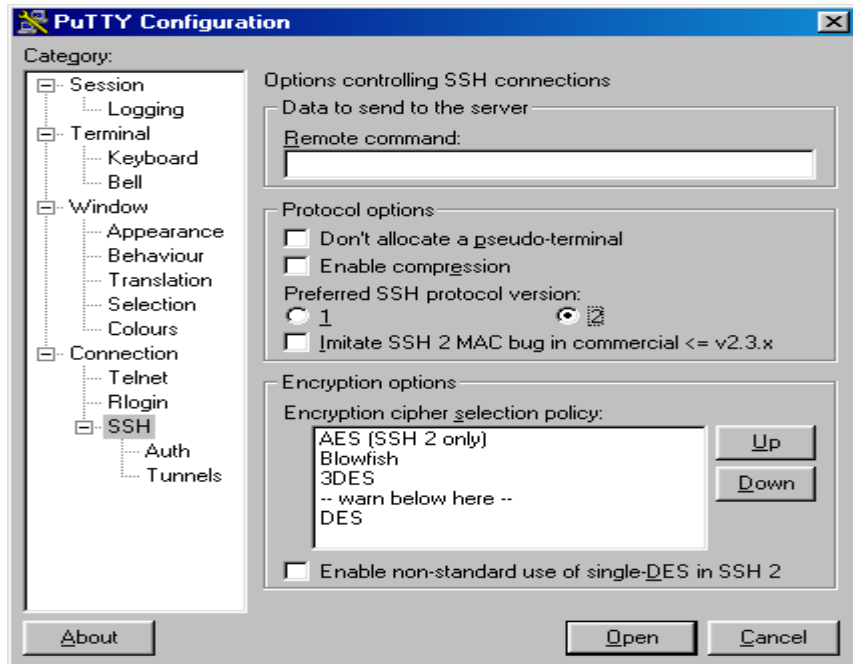 PuTTY Configuration
Category:
Session
Logging
Terminal
Keyboard
Bell
Window
Appearance
Behaviour
Translation
Selection
Colours
Connection
Telnet
Rlogin
SSH
Auth
Tunnels
Options controlling SSH connections
Data to send to the server
Remote command:
Protocol options
Don't allocate a pseudo-terminal
Enable compression
Preferred SSH protocol version:
1 2
Imitate SSH 2 MAC bug in commercial <= v2.3.x
Encryption options
Encryption cipher selection policy:
AES (SSH 2 only)
Blowfish
3DES
-- warn below here --
DES
Up
Down
Enable non-standard use of single-DES in SSH 2
About
Open
Cancel